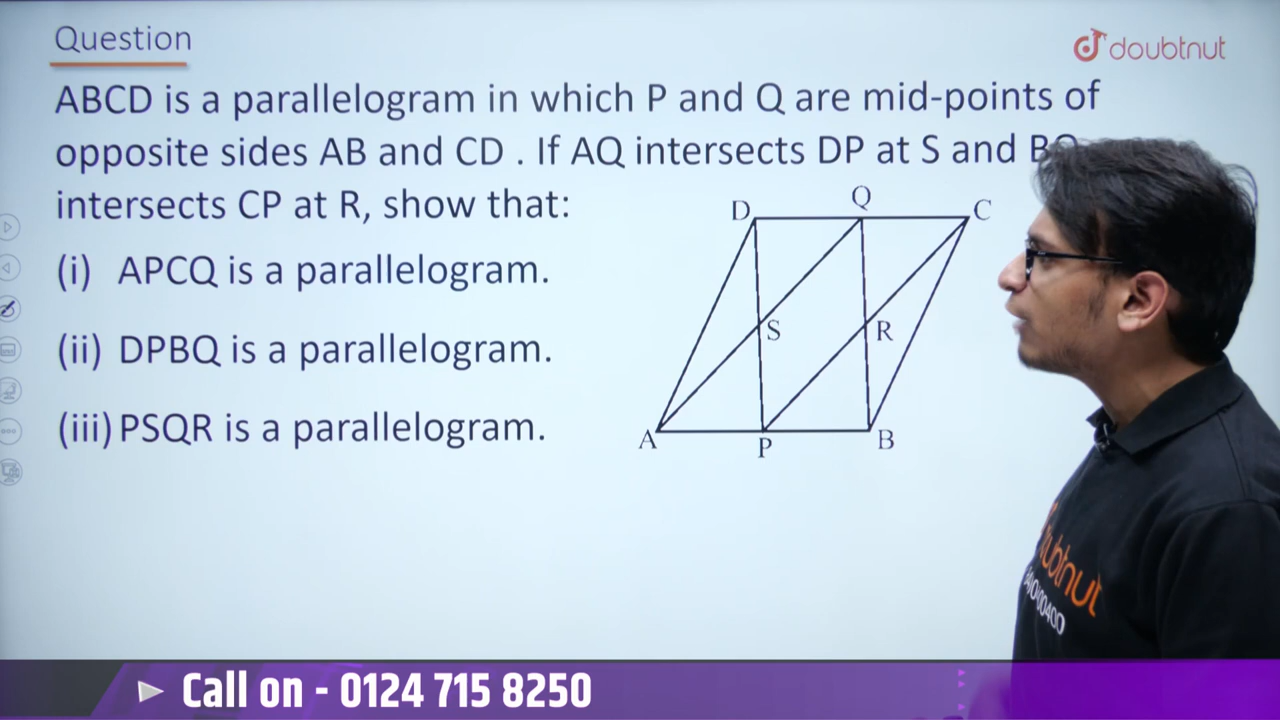 Question
doubtnut
ABCD is a parallelogram in which P and Q are mid-points of
opposite sides AB and CD . If AQ intersects DP at S and
intersects CP at R, show that:
(i) APCQ is a parallelogram.
(ii) DPBQ is a parallelogram.
(iii) PSQR is a parallelogram.
D Q C
S R
A P B
Call on - 0124 715 8250